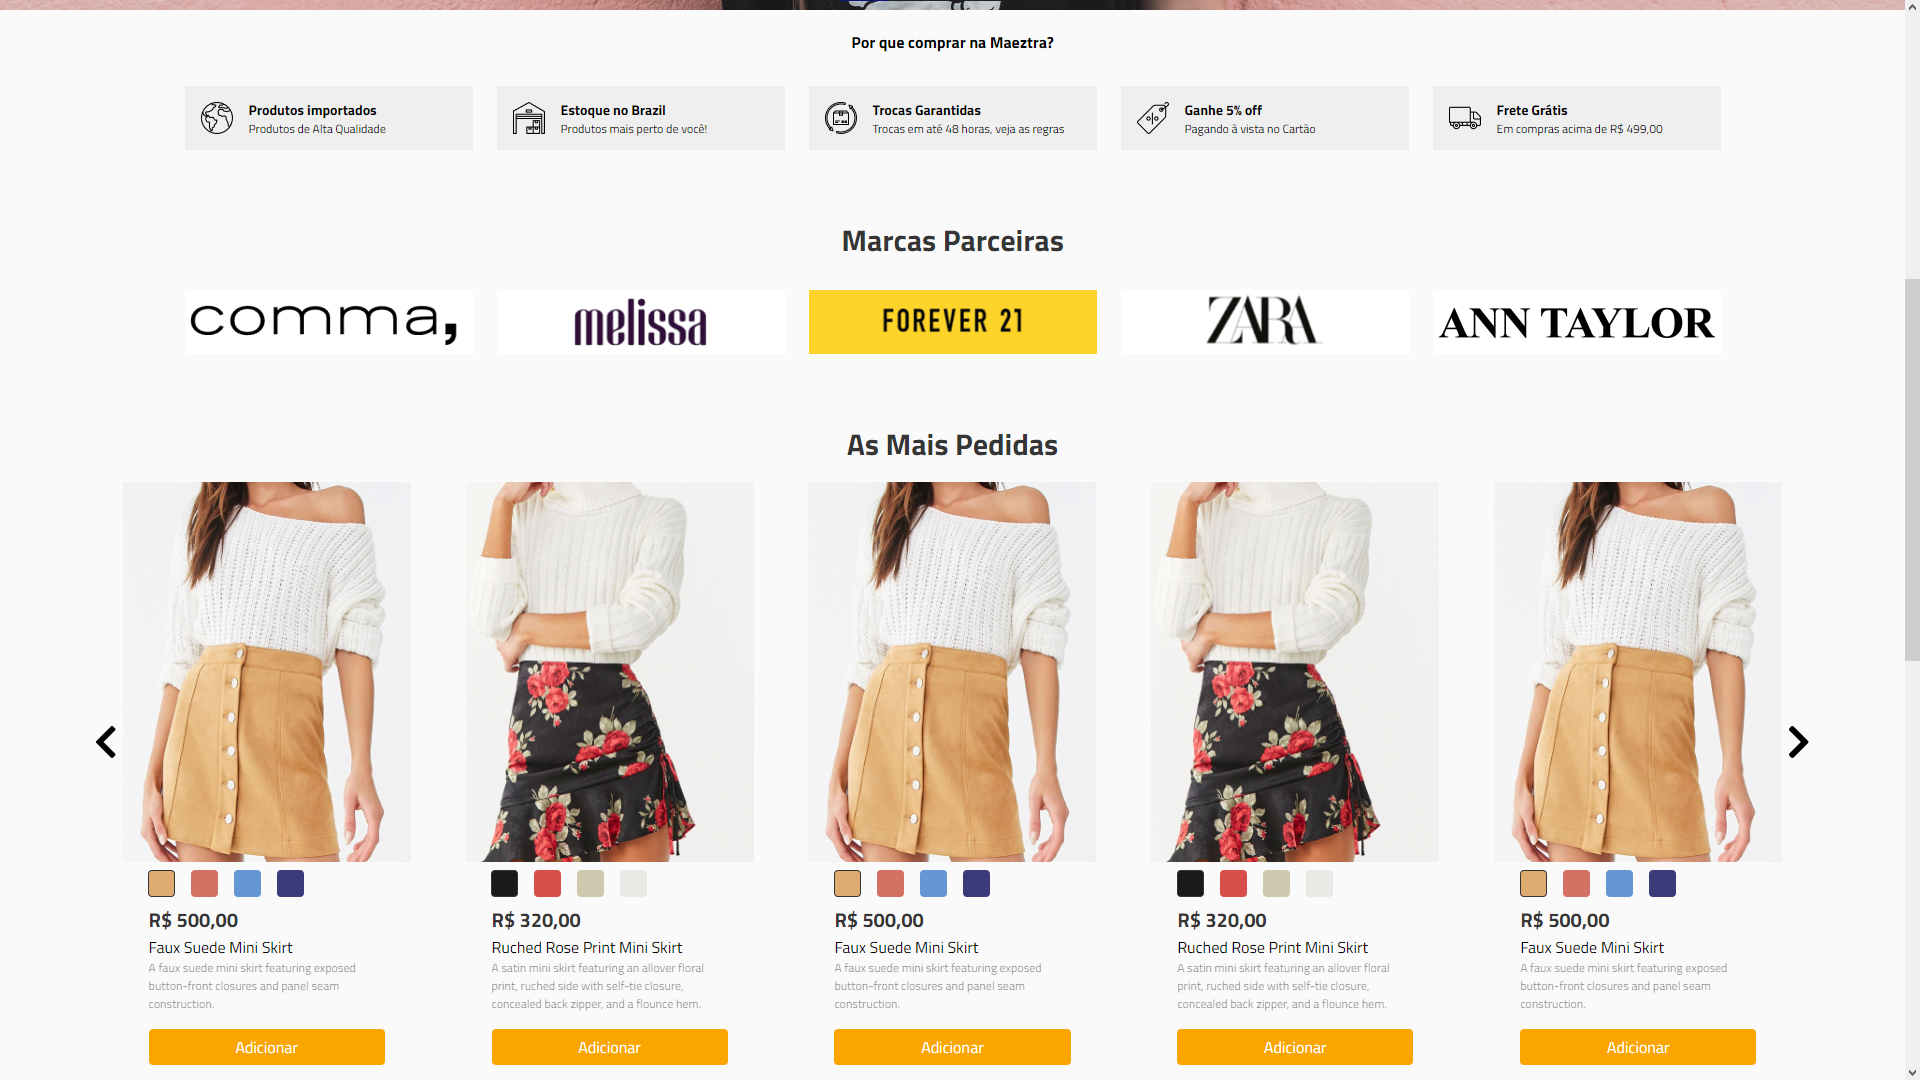 Por que comprar na Maeztra?
Produtos importados
Produtos de Alta Qualidade
Estoque no Brazil
Produtos mais perto de você!
Trocas Garantidas
Trocas em até 48 horas, veja as regras
Ganhe 5% off
Pagando à vista no Cartão
Frete Grátis
Em compras acima de R$ 499,00
Marcas Parceiras
comma,
melissa
FOREVER 21
ZARA
ANN TAYLOR
As Mais Pedidas
R$ 500,00
Faux Suede Mini Skirt
A faux suede mini skirt featuring exposed
button-front closures and panel seam
construction.
Adicionar
R$ 320,00
Ruched Rose Print Mini Skirt
A satin mini skirt featuring an allover floral
print, ruched side with self-tie closure,
concealed back zipper, and a flounce hem.
Adicionar
R$ 500,00
Faux Suede Mini Skirt
A faux suede mini skirt featuring exposed
button-front closures and panel seam
construction.
Adicionar
R$ 320,00
Ruched Rose Print Mini Skirt
A satin mini skirt featuring an allover floral
print, ruched side with self-tie closure,
concealed back zipper, and a flounce hem.
Adicionar
R$ 500,00
Faux Suede Mini Skirt
A faux suede mini skirt featuring exposed
button-front closures and panel seam
construction.
Adicionar